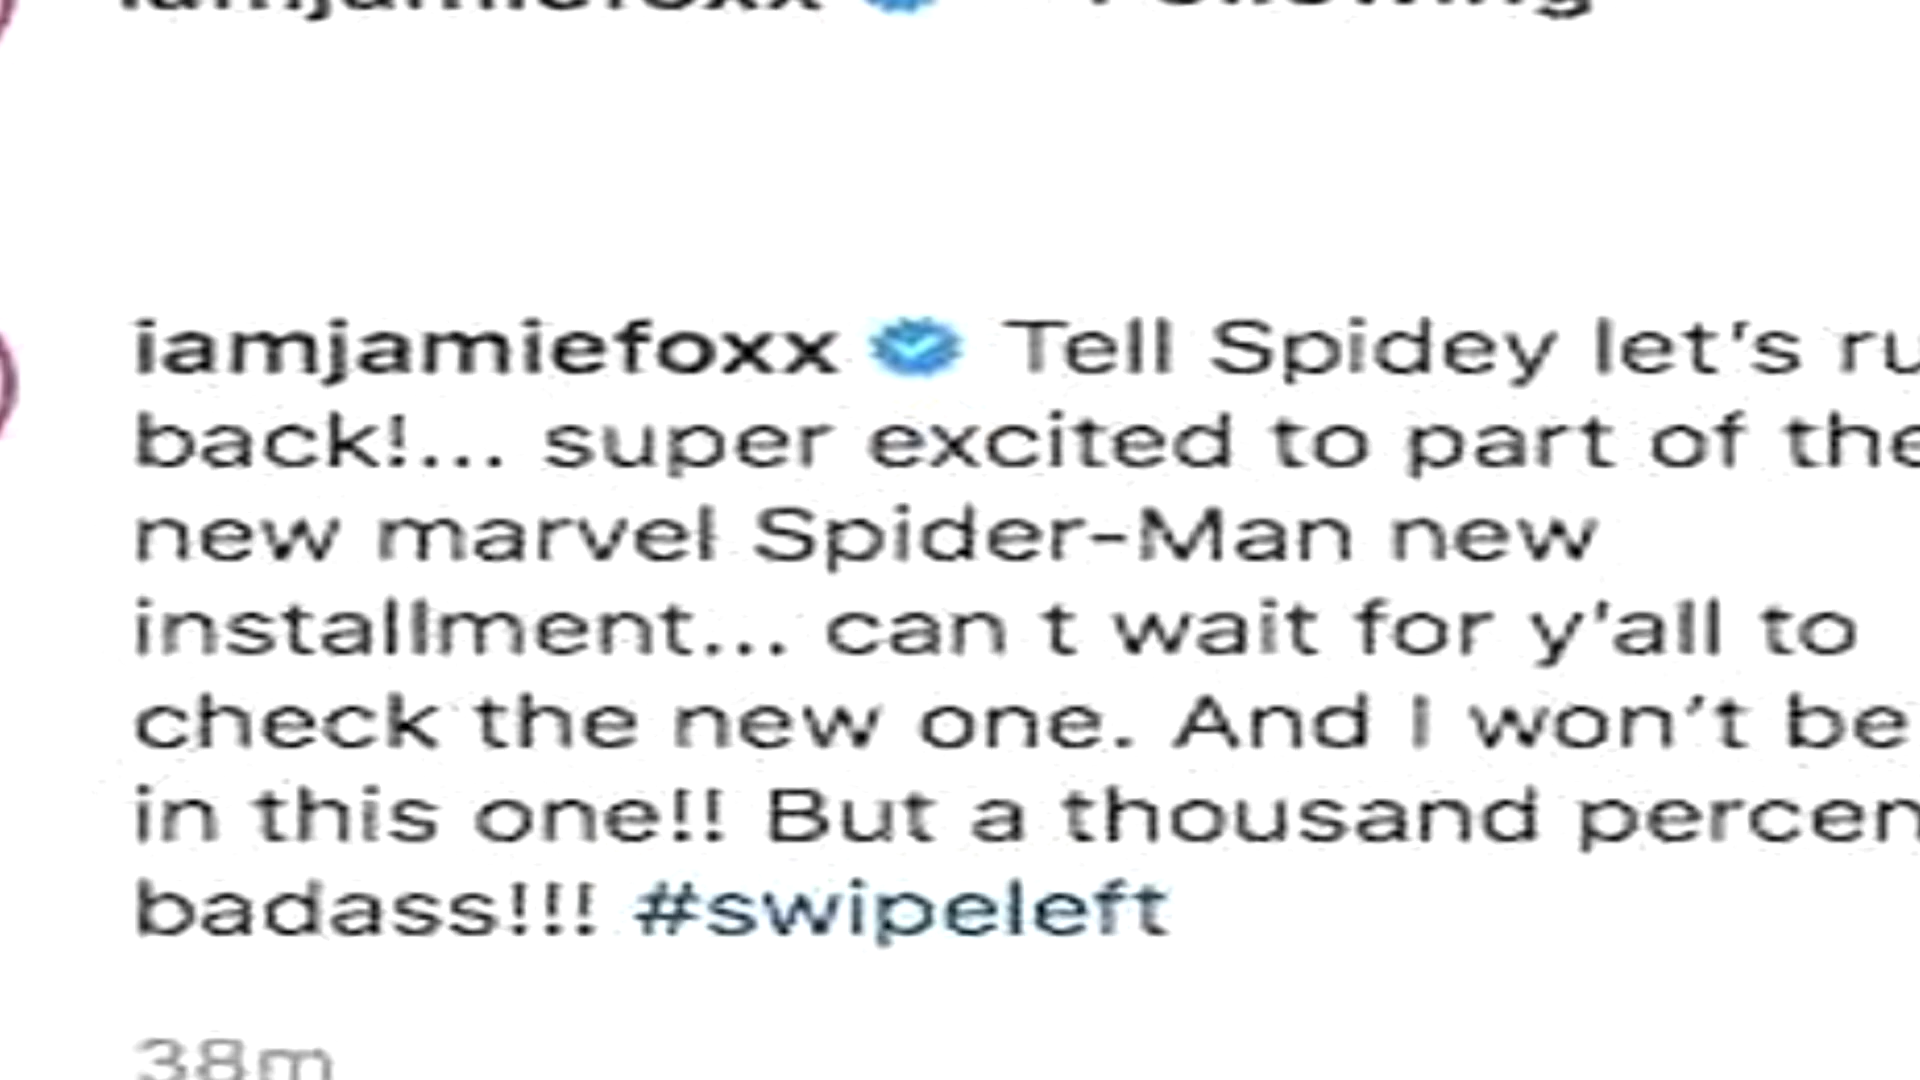 iamjamiefoxx Following
iamjamiefoxx Tell Spidey let's ru
back!... super excited to part of the
new marvel Spider-Man new
installment... can t wait for y'all to
check the new one. And I won't be
in this one!! But a thousand percen
badass!!! #swipeleft
38m